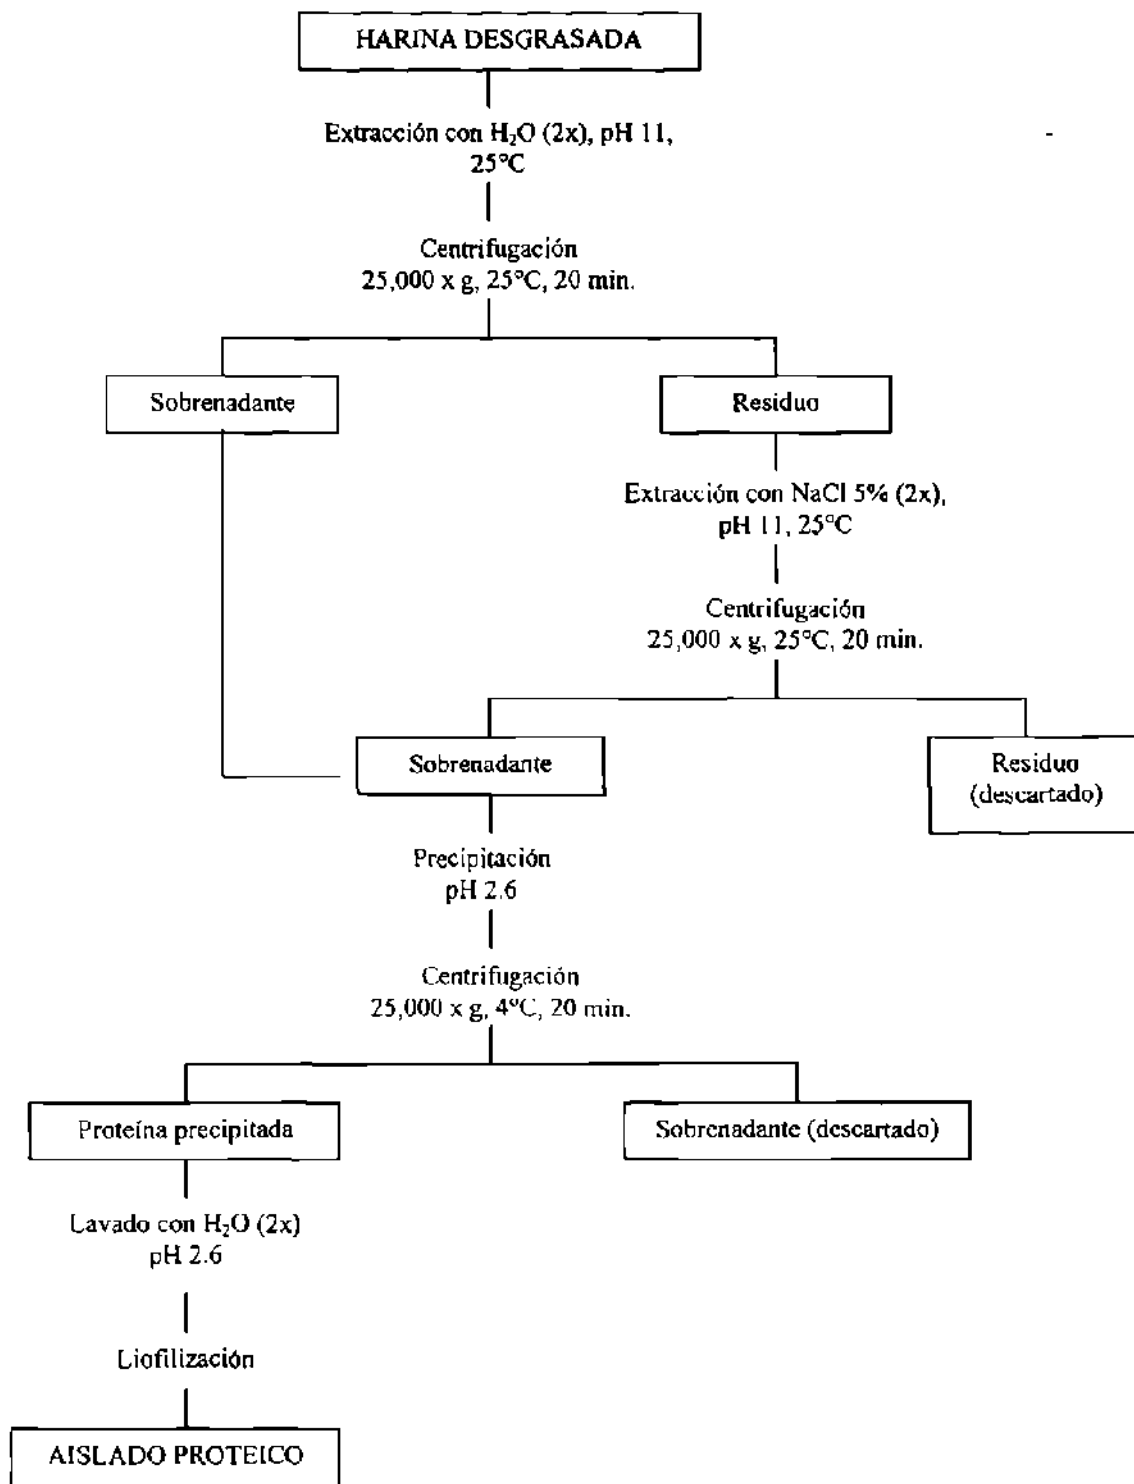 HARINA DESGRASADA
Extracción con H₂O (2x), pH 11,
25°C
Centrifugación
25,000 x g, 25°C, 20 min.
Sobrenadante
Residuo
Extracción con NaCl 5% (2x),
pH 11, 25°C
Centrifugación
25,000 x g, 25°C, 20 min.
Sobrenadante
Residuo
(descartado)
Precipitación
pH 2.6
Centrifugación
25,000 x g, 4°C, 20 min.
Proteína precipitada
Sobrenadante (descartado)
Lavado con H₂O (2x)
pH 2.6
Liofilización
AISLADO PROTEICO